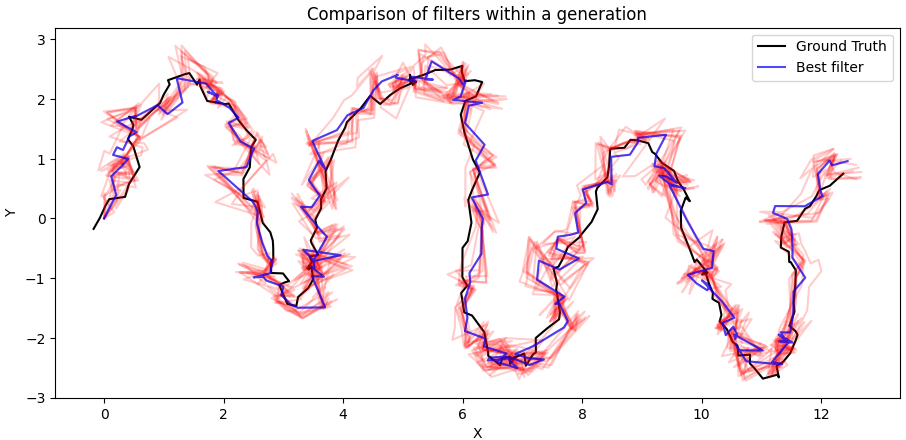 Comparison of filters within a generation
Ground Truth
Best filter
3
2
1
0
−1
−2
−3
Y
0
2
4
6
8
10
12
X